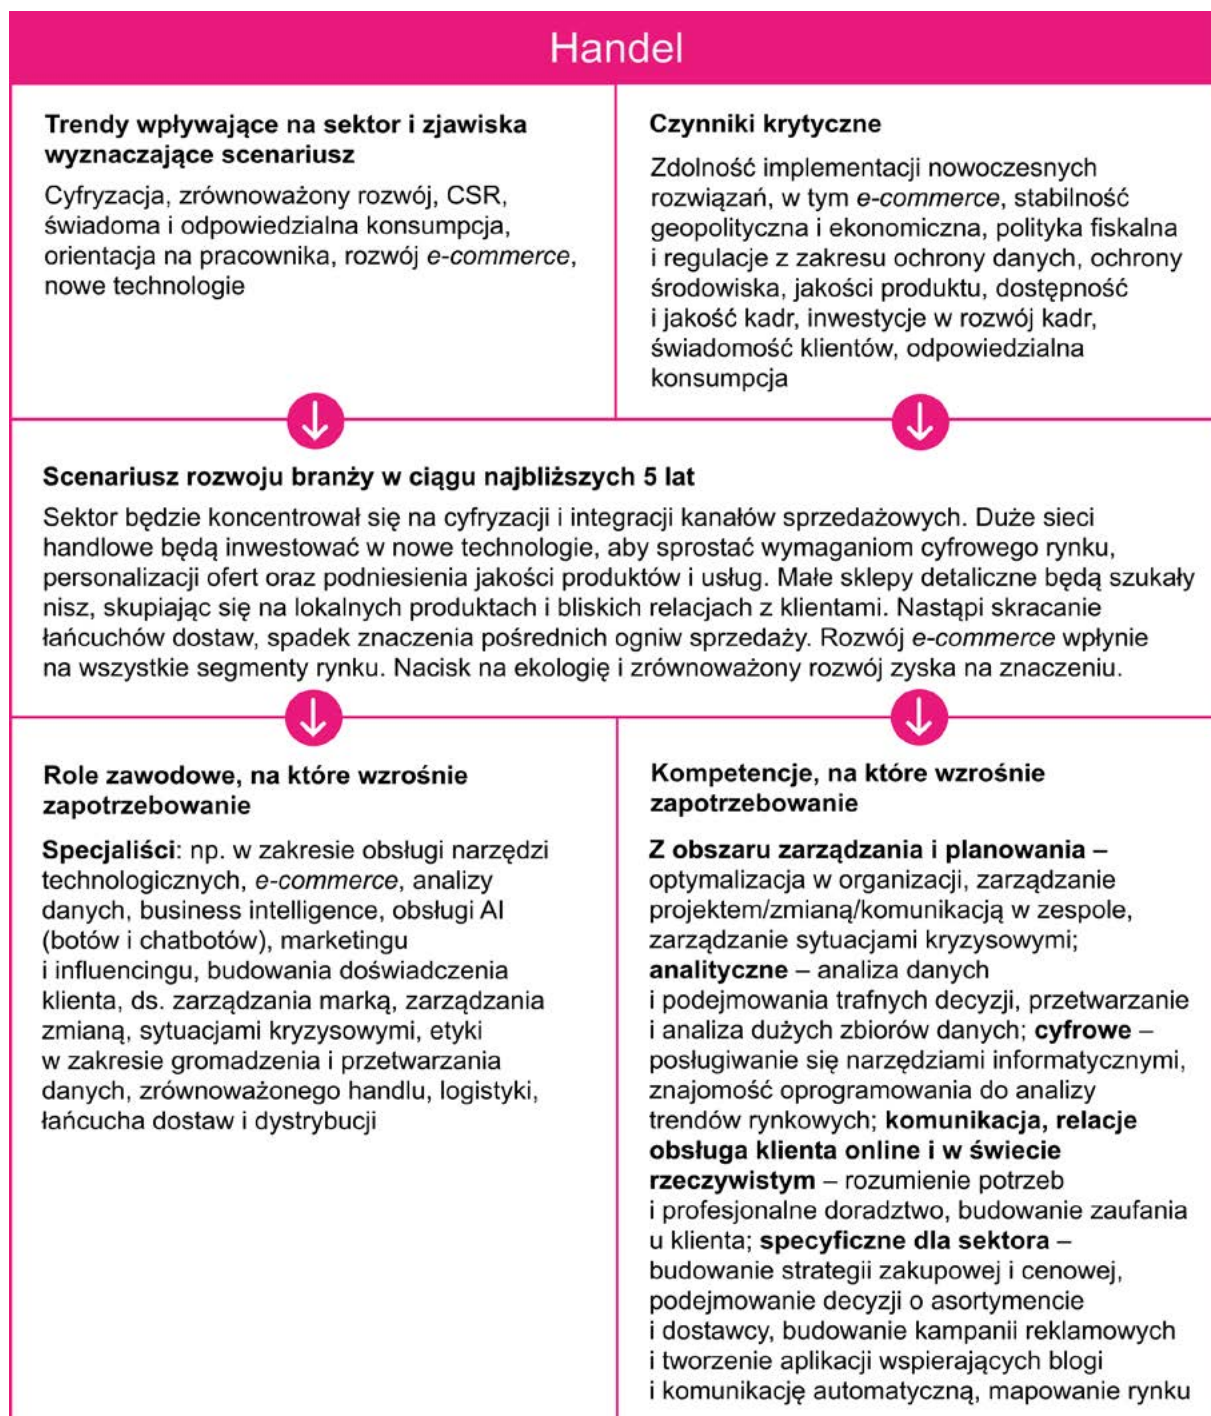 Handel
Trendy wpływające na sektor i zjawiska
wyznaczające scenariusz
Cyfryzacja, zrównoważony rozwój, CSR,
świadoma i odpowiedzialna konsumpcja,
orientacja na pracownika, rozwój e-commerce,
nowe technologie
Czynniki krytyczne
Zdolność implementacji nowoczesnych
rozwiązań, w tym e-commerce, stabilność
geopolityczna i ekonomiczna, polityka fiskalna
i regulacje z zakresu ochrony danych, ochrony
środowiska, jakości produktu, dostępność
i jakość kadr, inwestycje w rozwój kadr,
świadomość klientów, odpowiedzialna
konsumpcja
Scenariusz rozwoju branży w ciągu najbliższych 5 lat
Sektor będzie koncentrował się na cyfryzacji i integracji kanałów sprzedażowych. Duże sieci
handlowe będą inwestować w nowe technologie, aby sprostać wymaganiom cyfrowego rynku,
personalizacji ofert oraz podniesienia jakości produktów i usług. Małe sklepy detaliczne będą szukały
nisz, skupiając się na lokalnych produktach i bliskich relacjach z klientami. Nastąpi skracanie
łańcuchów dostaw, spadek znaczenia pośrednich ogniw sprzedaży. Rozwój e-commerce wpłynie
na wszystkie segmenty rynku. Nacisk na ekologię i zrównoważony rozwój zyska na znaczeniu.
Role zawodowe, na które wzrośnie
zapotrzebowanie
Specjaliści: np. w zakresie obsługi narzędzi
technologicznych, e-commerce, analizy
danych, business intelligence, obsługi AI
(botów i chatbotów), marketingu
i influencingu, budowania doświadczenia
klienta, ds. zarządzania marką, zarządzania
zmianą, sytuacjami kryzysowymi, etyki
w zakresie gromadzenia i przetwarzania
danych, zrównoważonego handlu, logistyki,
łańcucha dostaw i dystrybucji
Kompetencje, na które wzrośnie
zapotrzebowanie
Z obszaru zarządzania i planowania –
optymalizacja w organizacji, zarządzanie
projektem/zmianą/komunikacją w zespole,
zarządzanie sytuacjami kryzysowymi;
analityczne – analiza danych
i podejmowania trafnych decyzji, przetwarzanie
i analiza dużych zbiorów danych; cyfrowe –
posługiwanie się narzędziami informatycznymi,
znajomość oprogramowania do analizy
trendów rynkowych; komunikacja, relacje
obsługa klienta online i w świecie
rzeczywistym – rozumienie potrzeb
i profesjonalne doradztwo, budowanie zaufania
u klienta; specyficzne dla sektora –
budowanie strategii zakupowej i cenowej,
podejmowanie decyzji o asortymencie
i dostawcy, budowanie kampanii reklamowych
i tworzenie aplikacji wspierających blogi
i komunikację automatyczną, mapowanie rynku